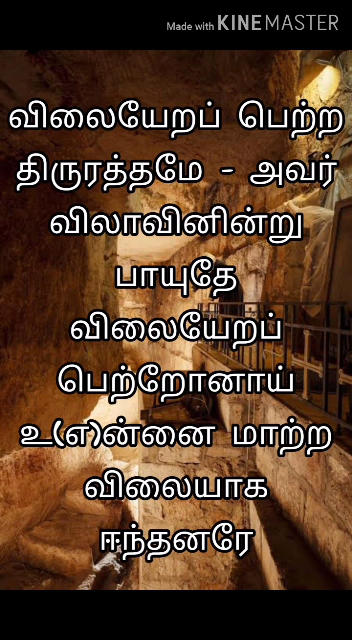 Made with KINEMASTER
விலையேறப் பெற்ற
திருரத்தமே - அவர்
விலாவினின்று
பாயுதே
விலையேறப்
பெற்றோனாய்
உ(எ)ன்னை மாற்ற
விலையாக
ஈந்தனரே